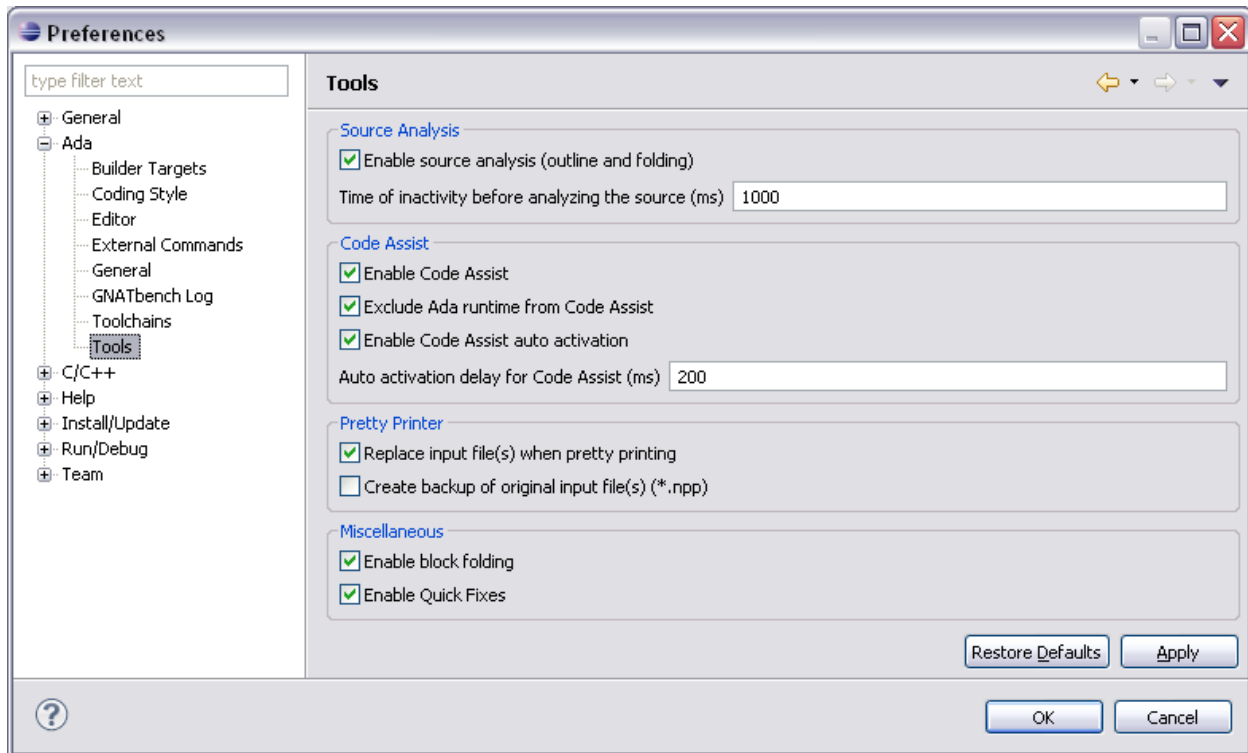 Preferences
type filter text
General
Ada
Builder Targets
Coding Style
Editor
External Commands
General
GNATbench Log
Toolchains
Tools
C/C++
Help
Install/Update
Run/Debug
Team
Tools
Source Analysis
Enable source analysis (outline and folding)
Time of inactivity before analyzing the source (ms) 1000
Code Assist
Enable Code Assist
Exclude Ada runtime from Code Assist
Enable Code Assist auto activation
Auto activation delay for Code Assist (ms) 200
Pretty Printer
Replace input file(s) when pretty printing
Create backup of original input file(s) (*.npp)
Miscellaneous
Enable block folding
Enable Quick Fixes
Restore Defaults Apply
? OK Cancel